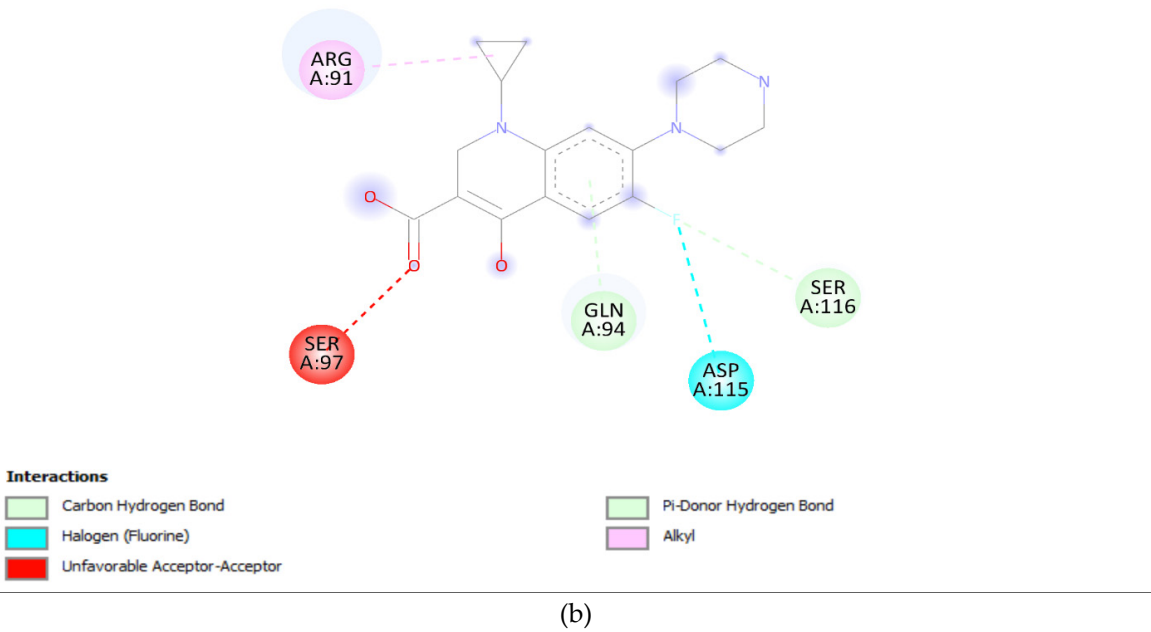 ARG
A:91
N
N
N
O
O
O
F
SER
A:116
GLN
A:94
SER
A:97
ASP
A:115
Interactions
Carbon Hydrogen Bond
Halogen (Fluorine)
Unfavorable Acceptor-Acceptor
Pi-Donor Hydrogen Bond
Alkyl
(b)